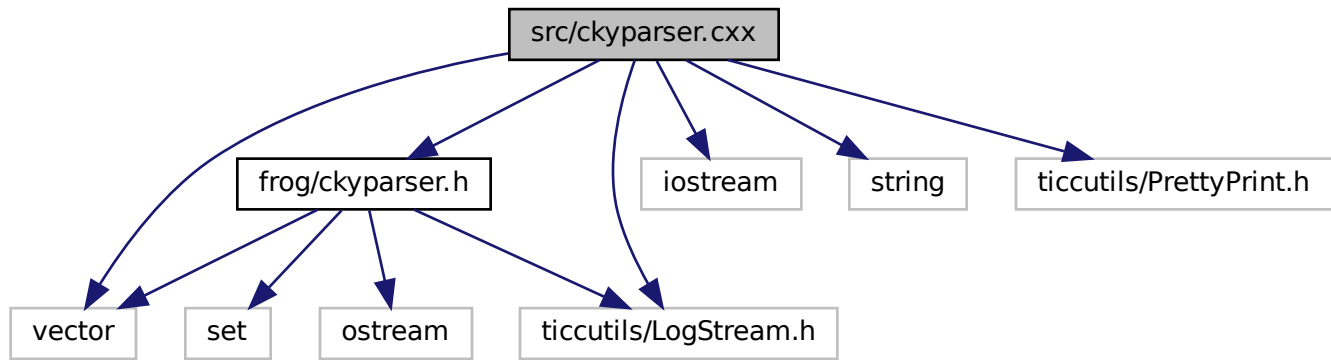 src/ckyparser.cxx
frog/ckyparser.h
iostream
string
ticcutils/PrettyPrint.h
vector
set
ostream
ticcutils/LogStream.h